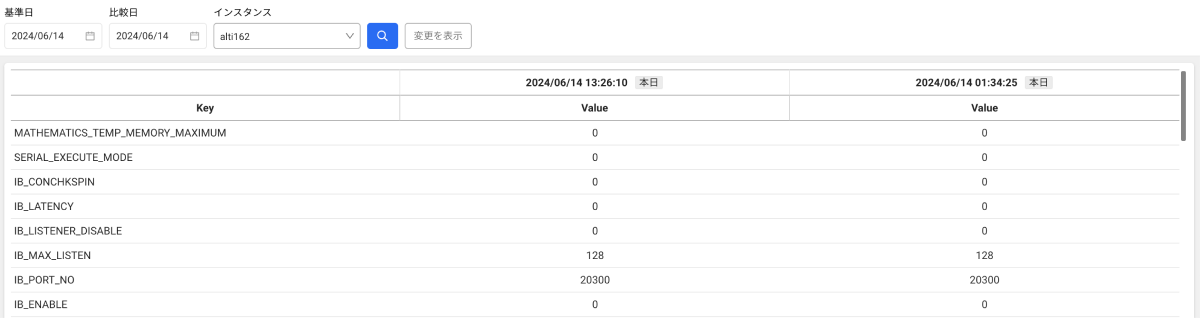 基準日 比較日 インスタンス
2024/06/14 2024/06/14 alti162 変更を表示
2024/06/14 13:26:10 本日 2024/06/14 01:34:25 本日
Key Value Value
MATHEMATICS_TEMP_MEMORY_MAXIMUM 0 0
SERIAL_EXECUTE_MODE 0 0
IB_CONCHKSPIN 0 0
IB_LATENCY 0 0
IB_LISTENER_DISABLE 0 0
IB_MAX_LISTEN 128 128
IB_PORT_NO 20300 20300
IB_ENABLE 0 0